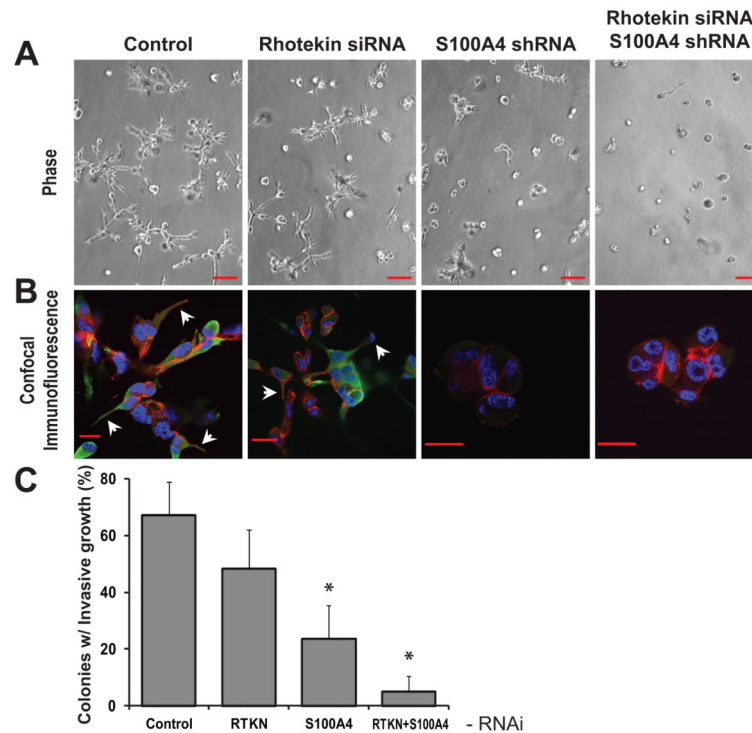 Rhotekin siRNA
Control Rhotekin siRNA S100A4 shRNA S100A4 shRNA
A
Phase
B
Confocal
Immunofluorescence
C
Colonies w/ Invasive growth (%)
80
60
40
20
0
*
*
Control RTKN S100A4 RTKN+S100A4 - RNAi